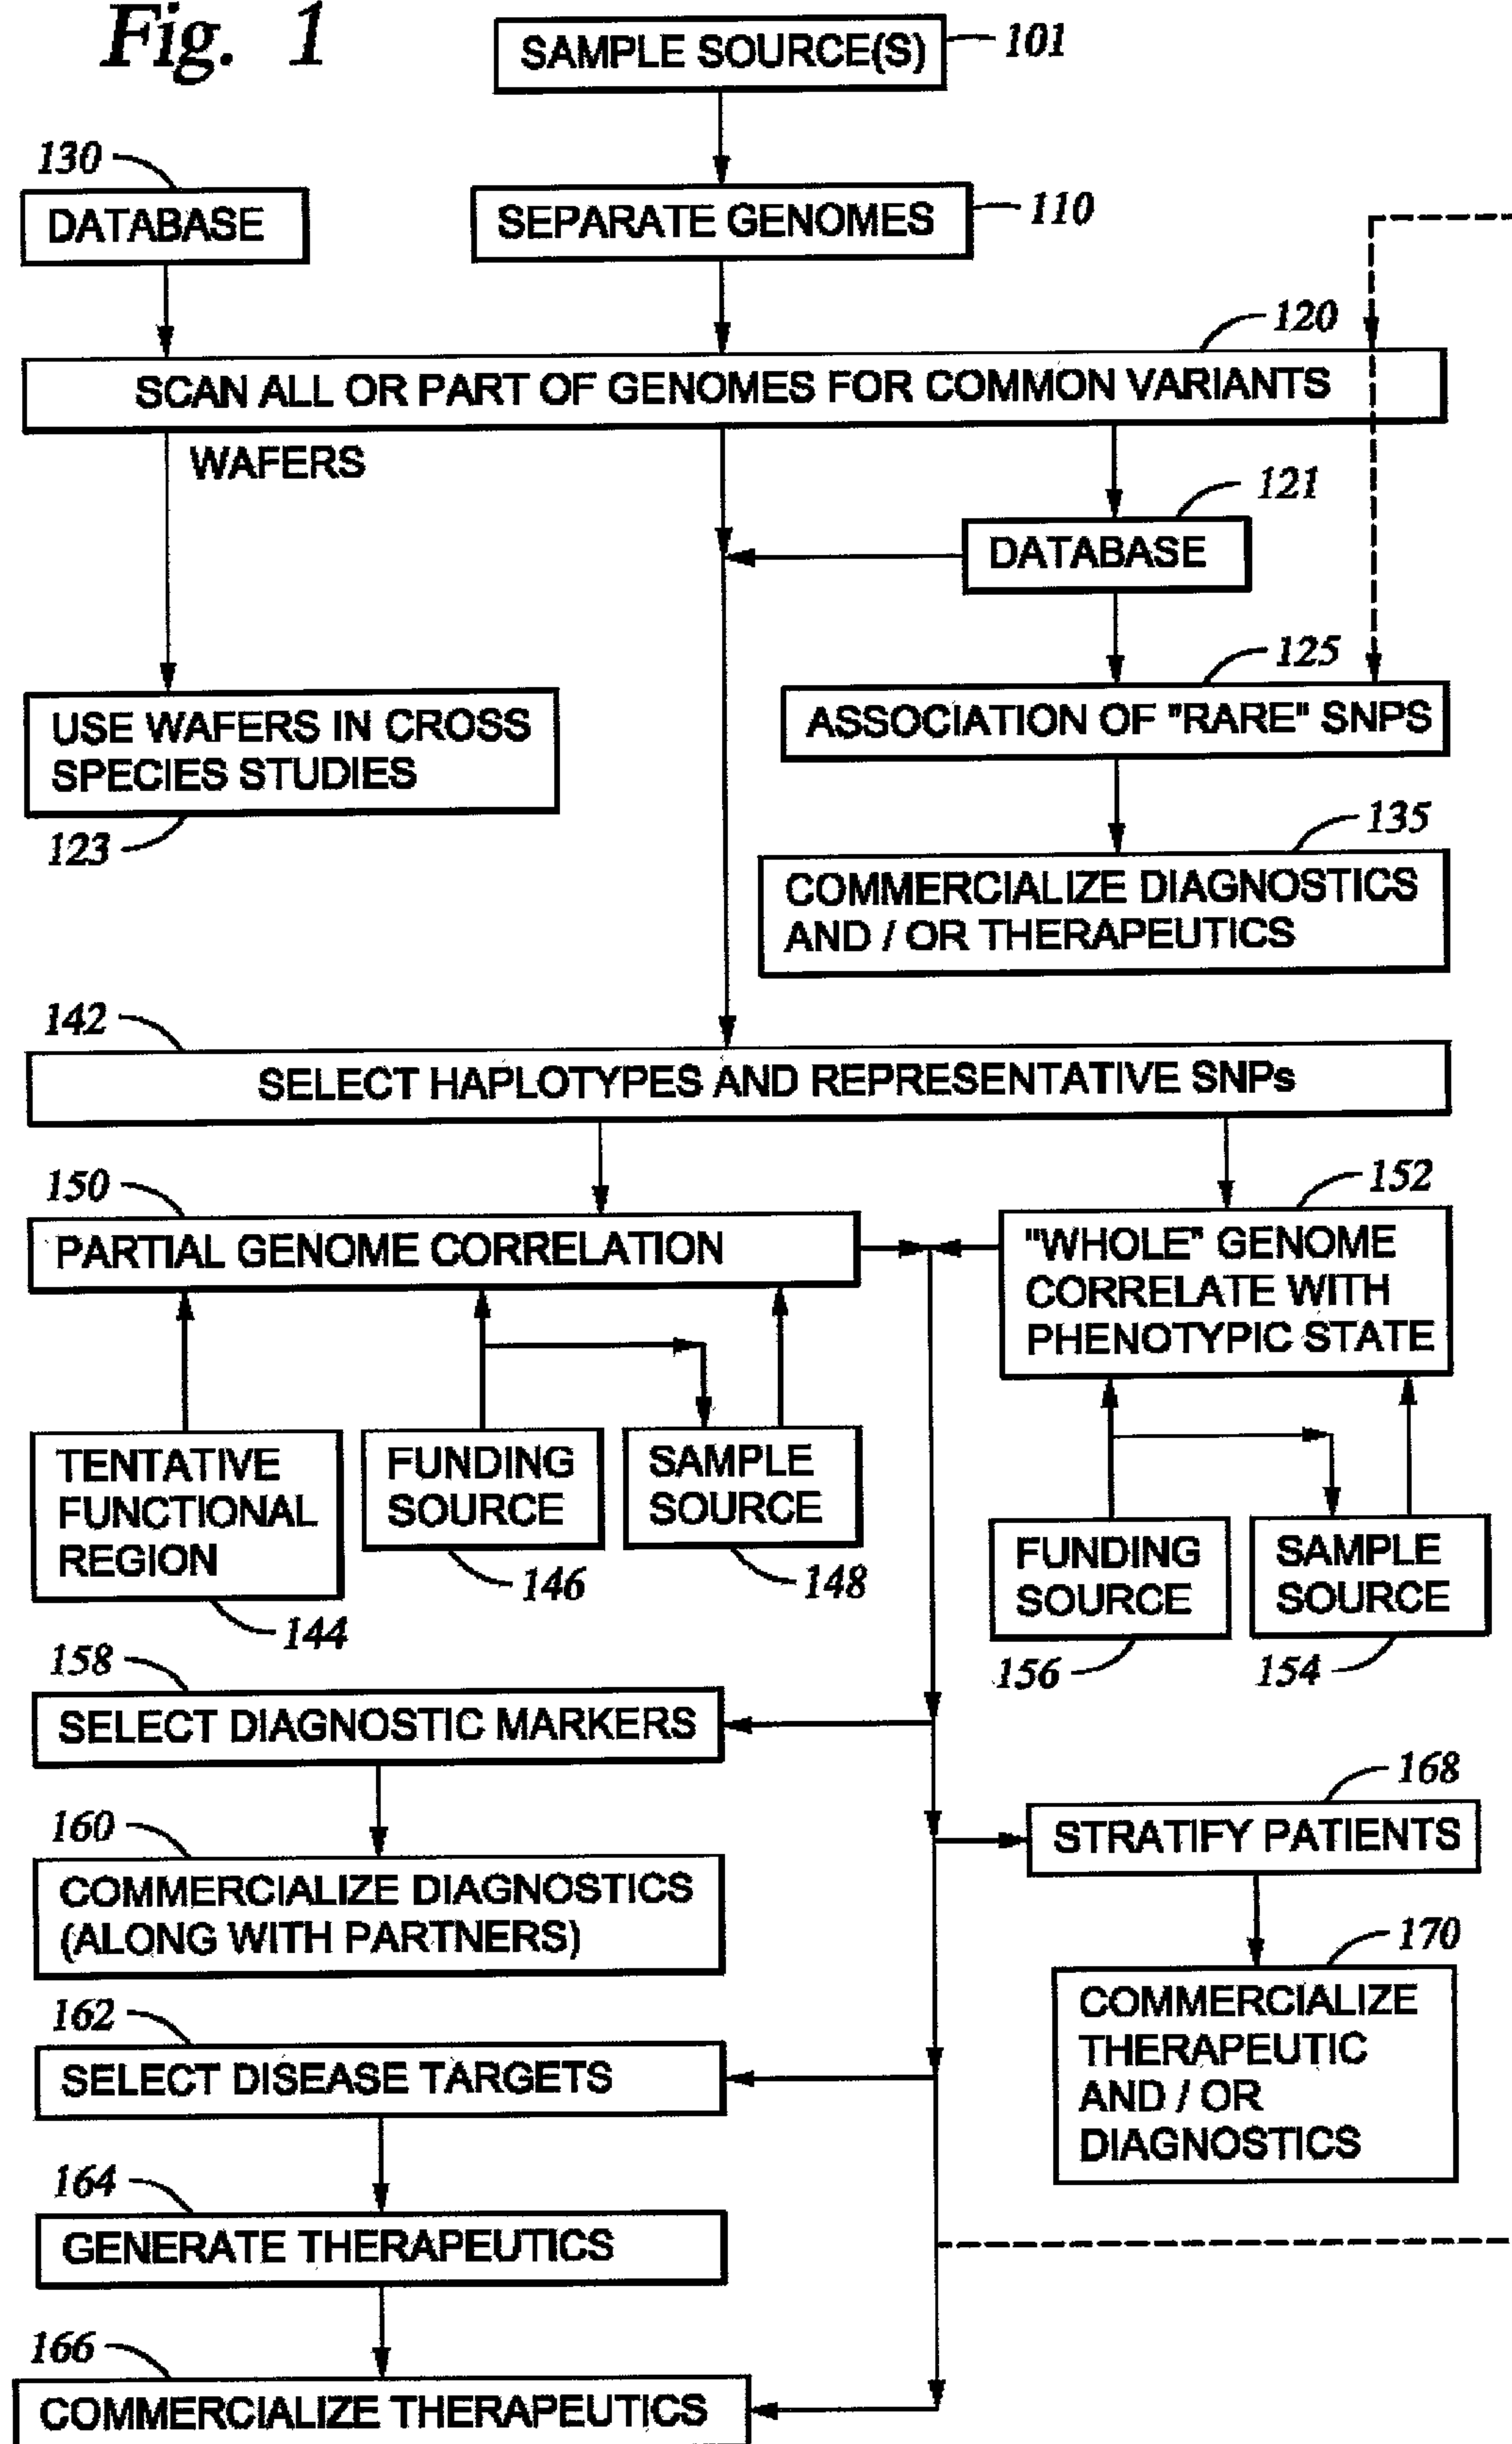 Fig. 1
SAMPLE SOURCE(S)
101
130
DATABASE
SEPARATE GENOMES
110
120
SCAN ALL OR PART OF GENOMES FOR COMMON VARIANTS
WAFERS
121
DATABASE
125
ASSOCIATION OF "RARE" SNPS
USE WAFERS IN CROSS
SPECIES STUDIES
123
135
COMMERCIALIZE DIAGNOSTICS
AND / OR THERAPEUTICS
142
SELECT HAPLOTYPES AND REPRESENTATIVE SNPs
150
PARTIAL GENOME CORRELATION
152
"WHOLE" GENOME
CORRELATE WITH
PHENOTYPIC STATE
TENTATIVE
FUNCTIONAL
REGION
144
FUNDING
SOURCE
146
SAMPLE
SOURCE
148
FUNDING
SOURCE
156
SAMPLE
SOURCE
154
158
SELECT DIAGNOSTIC MARKERS
168
STRATIFY PATIENTS
160
COMMERCIALIZE DIAGNOSTICS
(ALONG WITH PARTNERS)
170
COMMERCIALIZE
THERAPEUTIC
AND / OR
DIAGNOSTICS
162
SELECT DISEASE TARGETS
164
GENERATE THERAPEUTICS
166
COMMERCIALIZE THERAPEUTICS